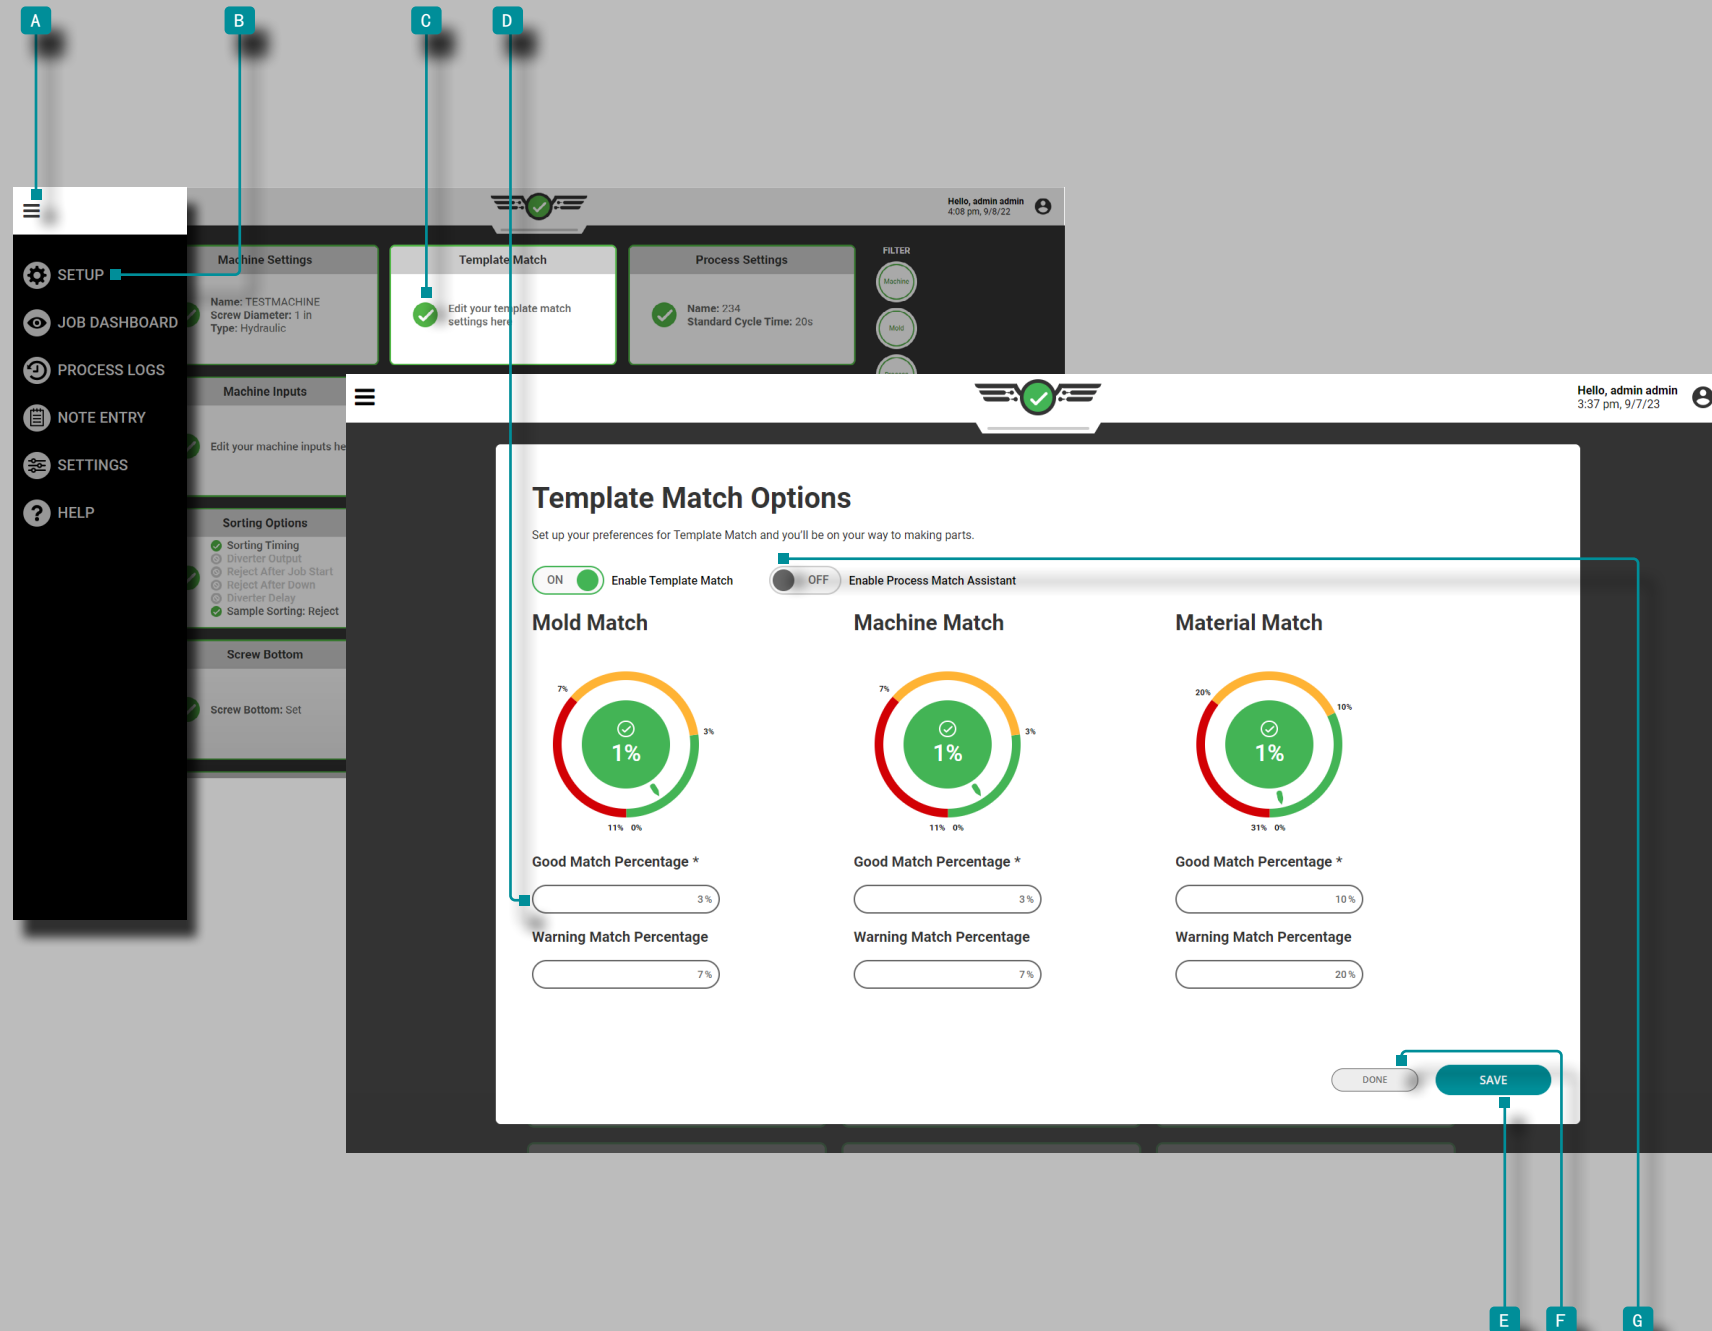 A
B
C
D
Hello, admin admin
4:08 pm, 9/8/22
SETUP
JOB DASHBOARD
PROCESS LOGS
NOTE ENTRY
SETTINGS
HELP
Machine Settings
Name: TESTMACHINE
Screw Diameter: 1 in
Type: Hydraulic
Template Match
Edit your template match
settings here
Process Settings
Name: 234
Standard Cycle Time: 20s
FILTER
Machine
Mold
Machine Inputs
Edit your machine inputs he
Sorting Options
Sorting Timing
Diverter Output
Reject After Job Start
Reject After Down
Diverter Delay
Sample Sorting: Reject
Screw Bottom
Screw Bottom: Set
Hello, admin admin
3:37 pm, 9/7/23
Template Match Options
Set up your preferences for Template Match and you'll be on your way to making parts.
ON Enable Template Match
OFF Enable Process Match Assistant
Mold Match
7%
3%
1%
11% 0%
Good Match Percentage *
3%
Warning Match Percentage
7%
Machine Match
7%
3%
1%
11% 0%
Good Match Percentage *
3%
Warning Match Percentage
7%
Material Match
20%
10%
1%
31% 0%
Good Match Percentage *
10%
Warning Match Percentage
20%
DONE
SAVE
E
F
G